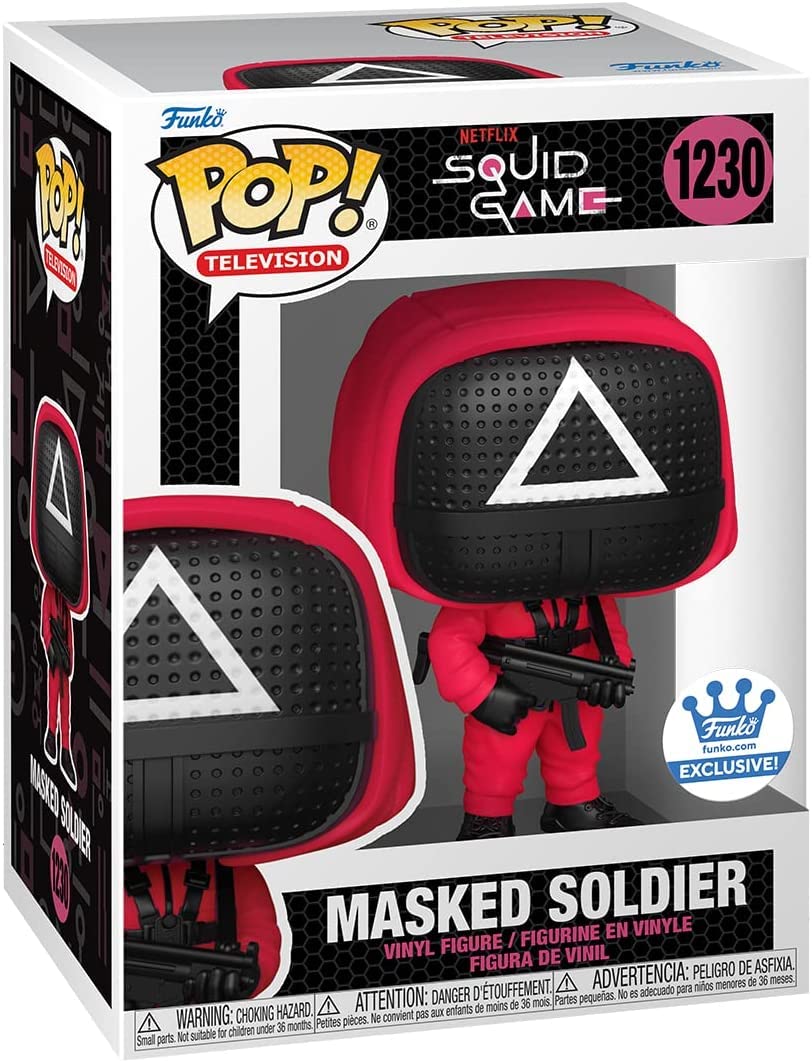 POP!
Funko
Funko
POP!
®
TELEVISION
NETFLIX
SQUID
GAME
1230
POP!
TELEVISION
MASKED SOLDIER
1230
Funko
funko.com
EXCLUSIVE!
MASKED SOLDIER
VINYL FIGURE / FIGURINE EN VINYLE
FIGURA DE VINIL
WARNING: CHOKING HAZARD.
Small parts. Not suitable for children under 36 months.
ATTENTION: DANGER D'ÉTOUFFEMENT.
Petites pièces. Ne convient pas aux enfants de moins de 36 mois.
ADVERTENCIA: PELIGRO DE ASFIXIA.
Partes pequeñas. No es adecuado para niños menores de 36 meses.